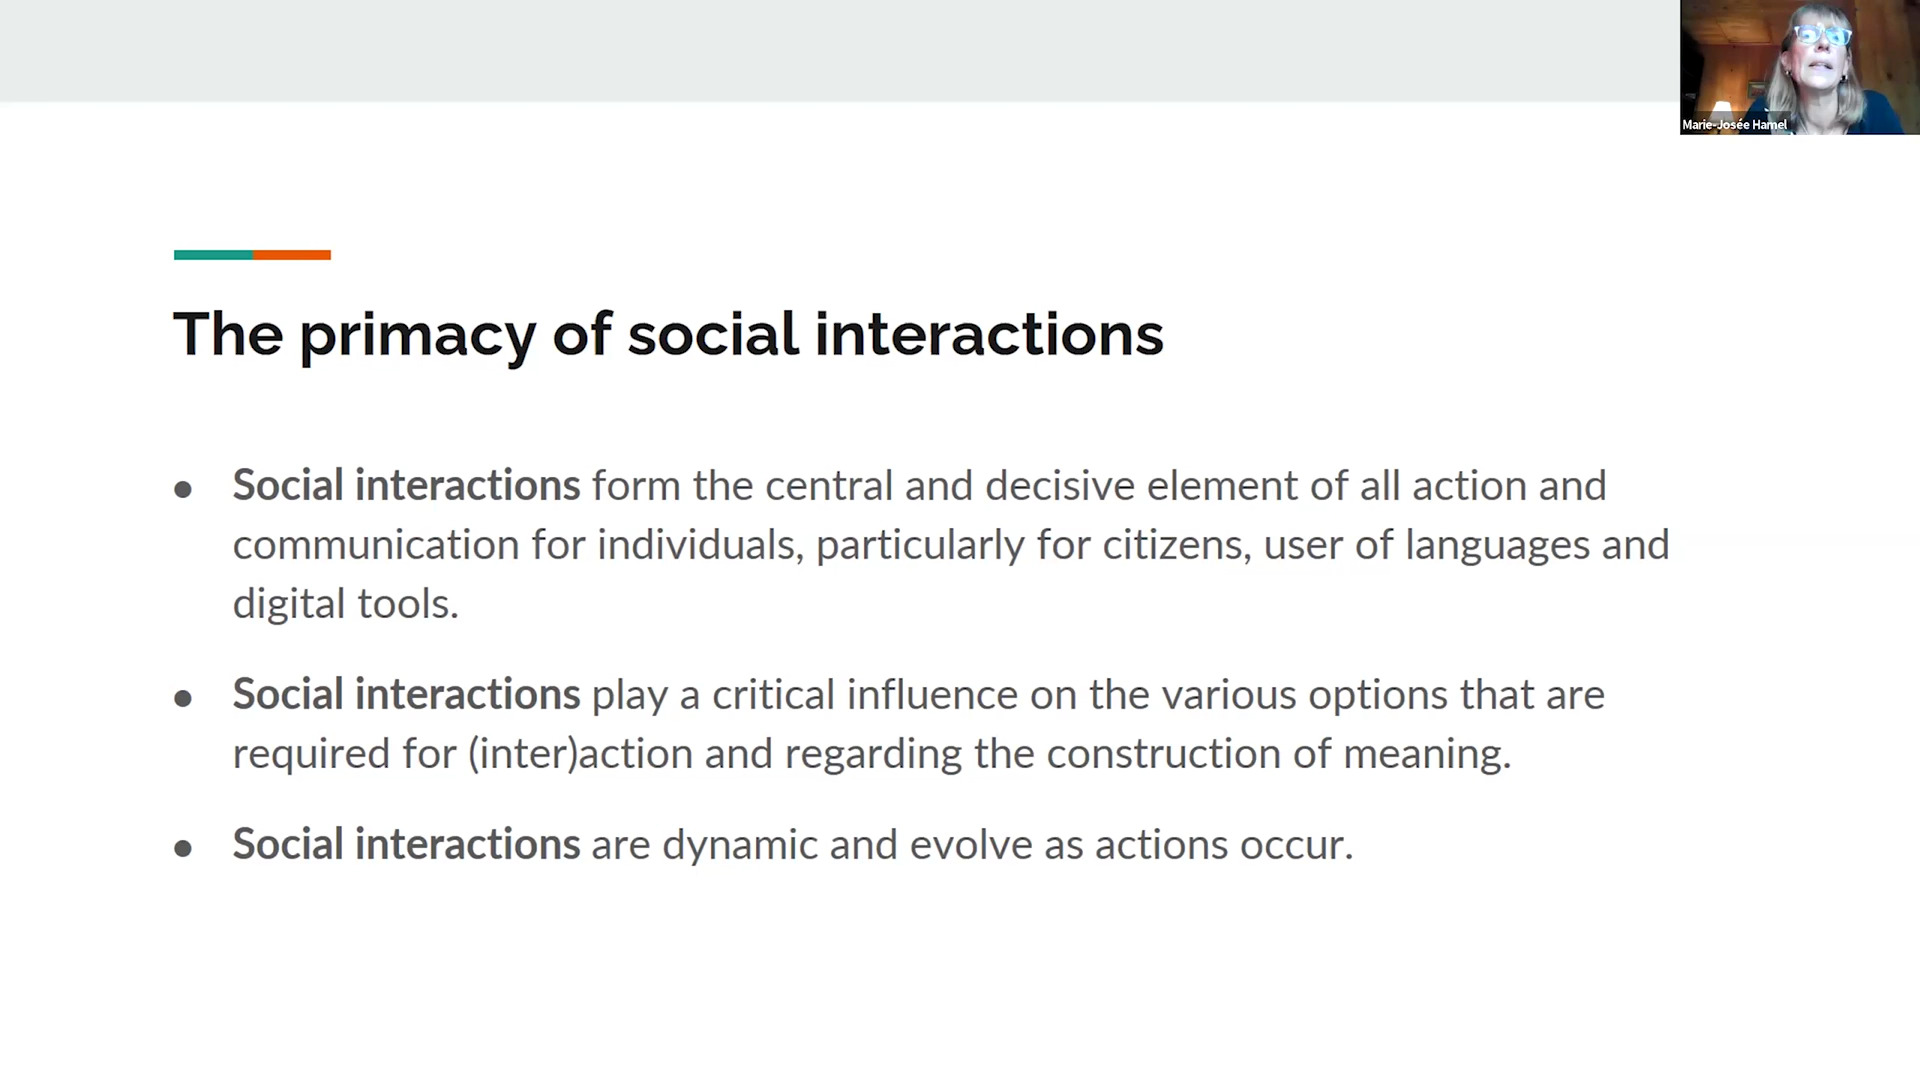 Marie-Josée Hamel
The primacy of social interactions
● Social interactions form the central and decisive element of all action and
communication for individuals, particularly for citizens, user of languages and
digital tools.
● Social interactions play a critical influence on the various options that are
required for (inter)action and regarding the construction of meaning.
● Social interactions are dynamic and evolve as actions occur.